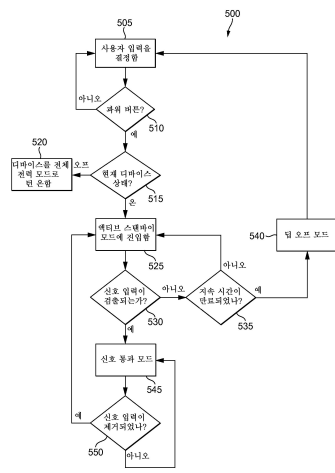 500
505
사용자 입력을
결정함
아니오
파워 버튼?
510
예
520
디바이스를 전체
전력 모드로
턴 온함
오프
현재 디바이스
상태?
515
온
액티브 스탠바이
모드에 진입함
525
540
딥 오프 모드
아니오
신호 입력이
검출되는가?
530
아니오
지속 시간이
만료되었나?
535
예
예
신호 통과 모드
545
예
신호 입력이
제거되었나?
550
아니오